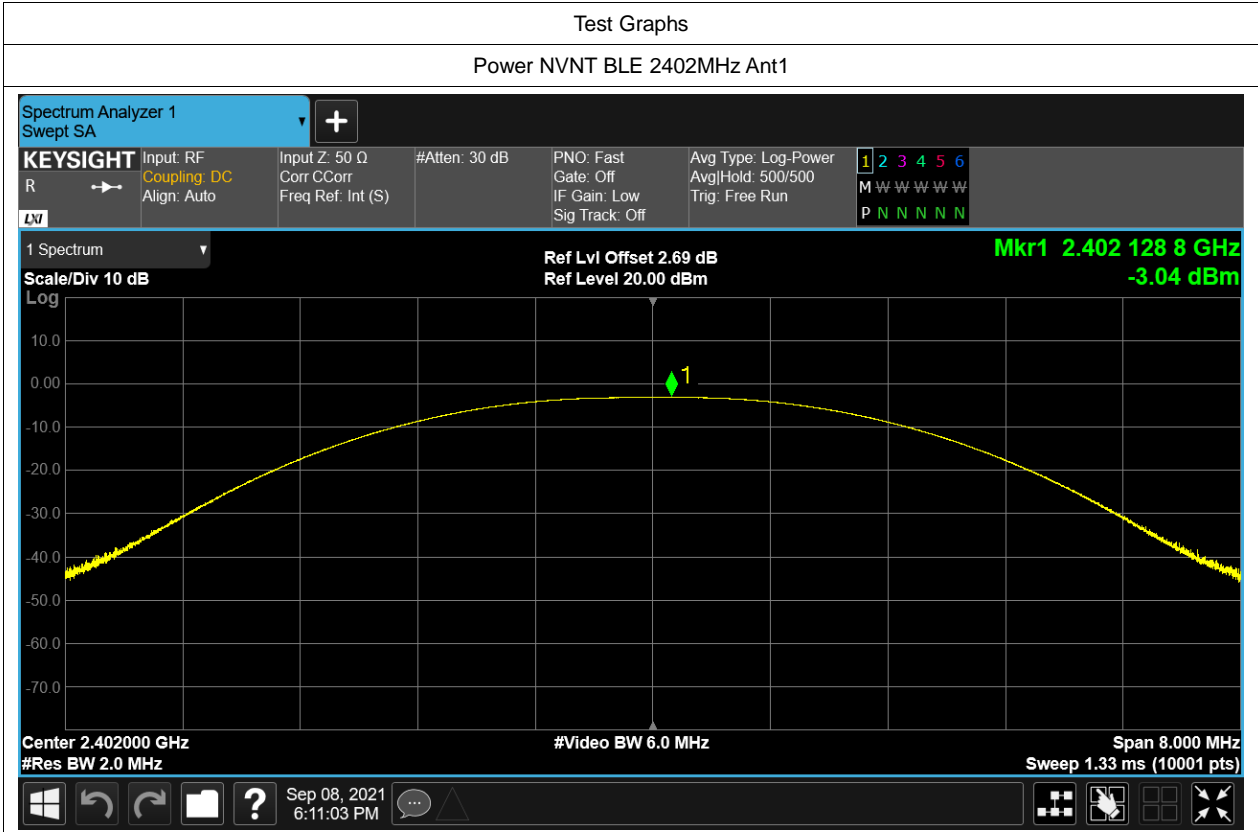 Test Graphs
Power NVNT BLE 2402MHz Ant1
Spectrum Analyzer 1
Swept SA
KEYSIGHT
R
LXI
Input: RF
Coupling: DC
Align: Auto
Input Z: 50 Ω
Corr CCorr
Freq Ref: Int (S)
#Atten: 30 dB
PNO: Fast
Gate: Off
IF Gain: Low
Sig Track: Off
Avg Type: Log-Power
Avg|Hold: 500/500
Trig: Free Run
1 2 3 4 5 6
M W W W W W
P N N N N N
1 Spectrum
Scale/Div 10 dB
Ref Lvl Offset 2.69 dB
Ref Level 20.00 dBm
Mkr1 2.402 128 8 GHz
-3.04 dBm
Log
10.0
0.00
-10.0
-20.0
-30.0
-40.0
-50.0
-60.0
-70.0
1
Center 2.402000 GHz
#Res BW 2.0 MHz
#Video BW 6.0 MHz
Span 8.000 MHz
Sweep 1.33 ms (10001 pts)
?
Sep 08, 2021
6:11:03 PM